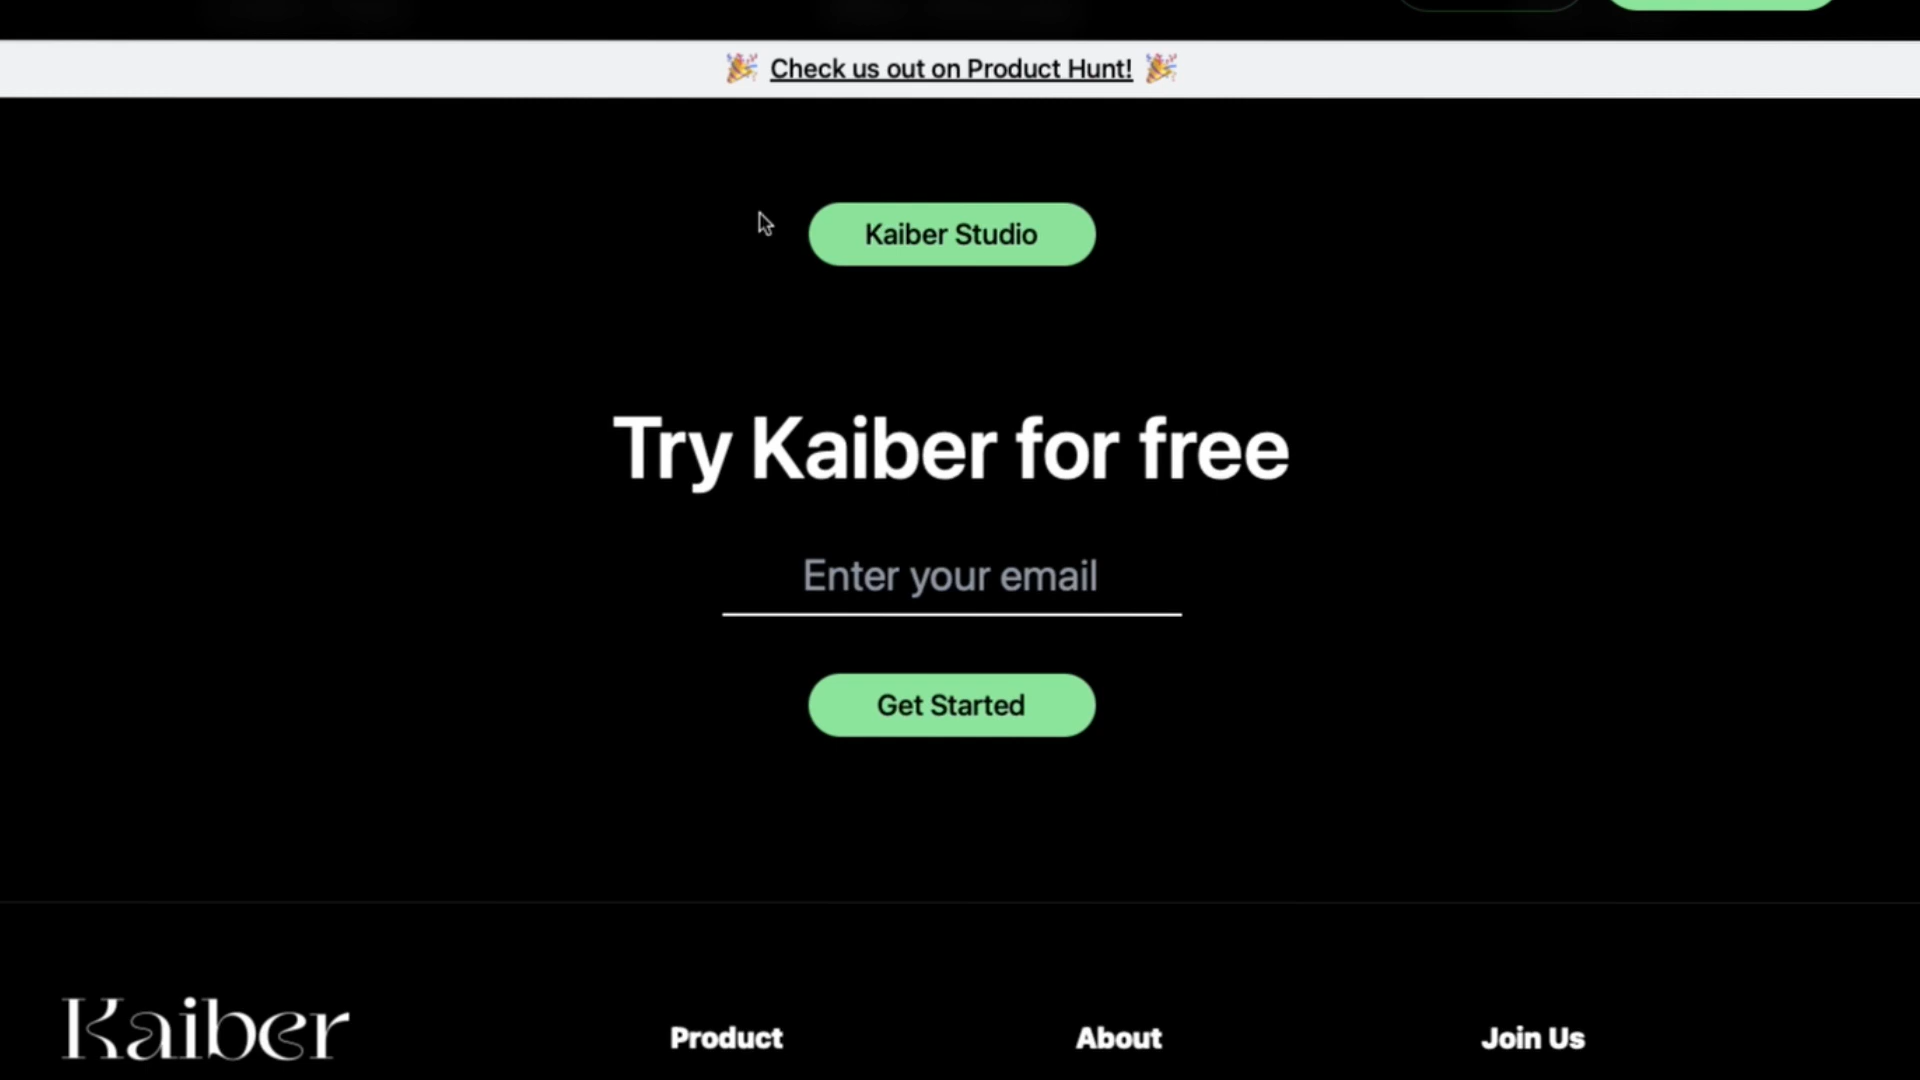 🎉 Check us out on Product Hunt! 🎉
Kaiber Studio
Try Kaiber for free
Enter your email
Get Started
Kaiber
Product
About
Join Us